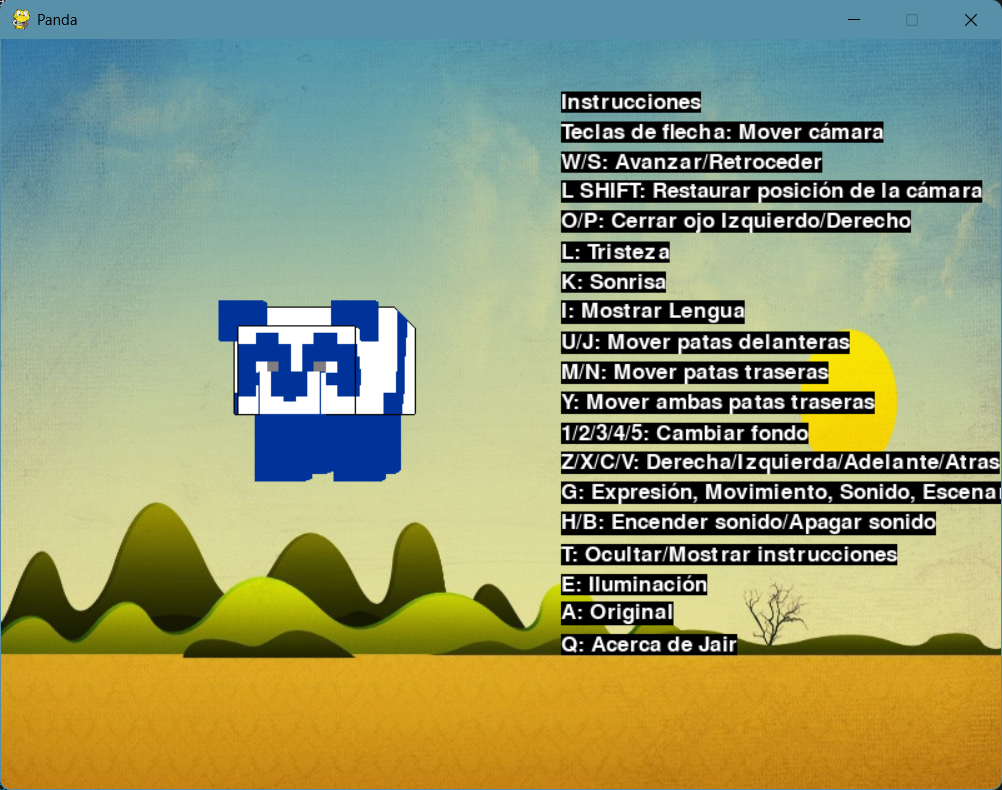 Panda
Instrucciones
Teclas de flecha: Mover cámara
W/S: Avanzar/Retroceder
L SHIFT: Restaurar posición de la cámara
O/P: Cerrar ojo Izquierdo/Derecho
L: Tristeza
K: Sonrisa
I: Mostrar Lengua
U/J: Mover patas delanteras
M/N: Mover patas traseras
Y: Mover ambas patas traseras
1/2/3/4/5: Cambiar fondo
Z/X/C/V: Derecha/Izquierda/Adelante/Atras
G: Expresión, Movimiento, Sonido, Escenar
H/B: Encender sonido/Apagar sonido
T: Ocultar/Mostrar instrucciones
E: Iluminación
A: Original
Q: Acerca de Jair